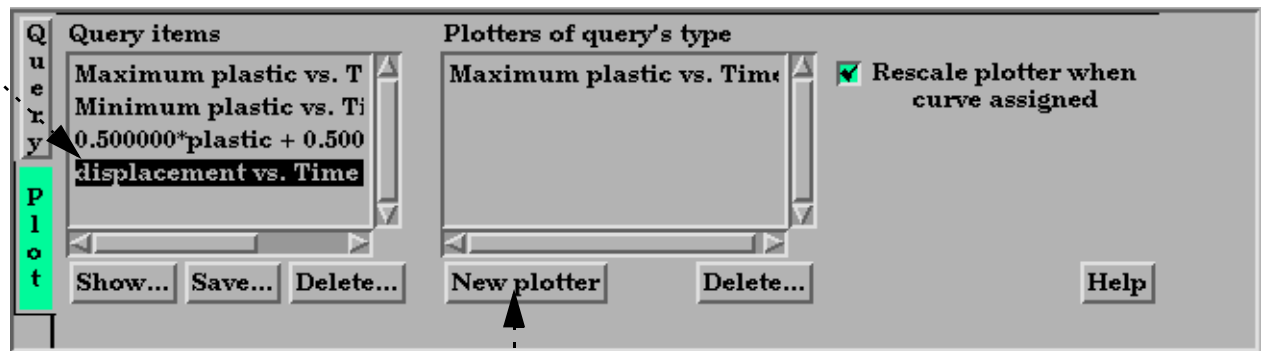 Query
Query items
Maximum plastic vs. T
Minimum plastic vs. Ti
0.500000*plastic + 0.500
displacement vs. Time
Show... Save... Delete...
Plotters of query's type
Maximum plastic vs. Time
New plotter Delete...
Rescale plotter when
curve assigned
Plot
Help